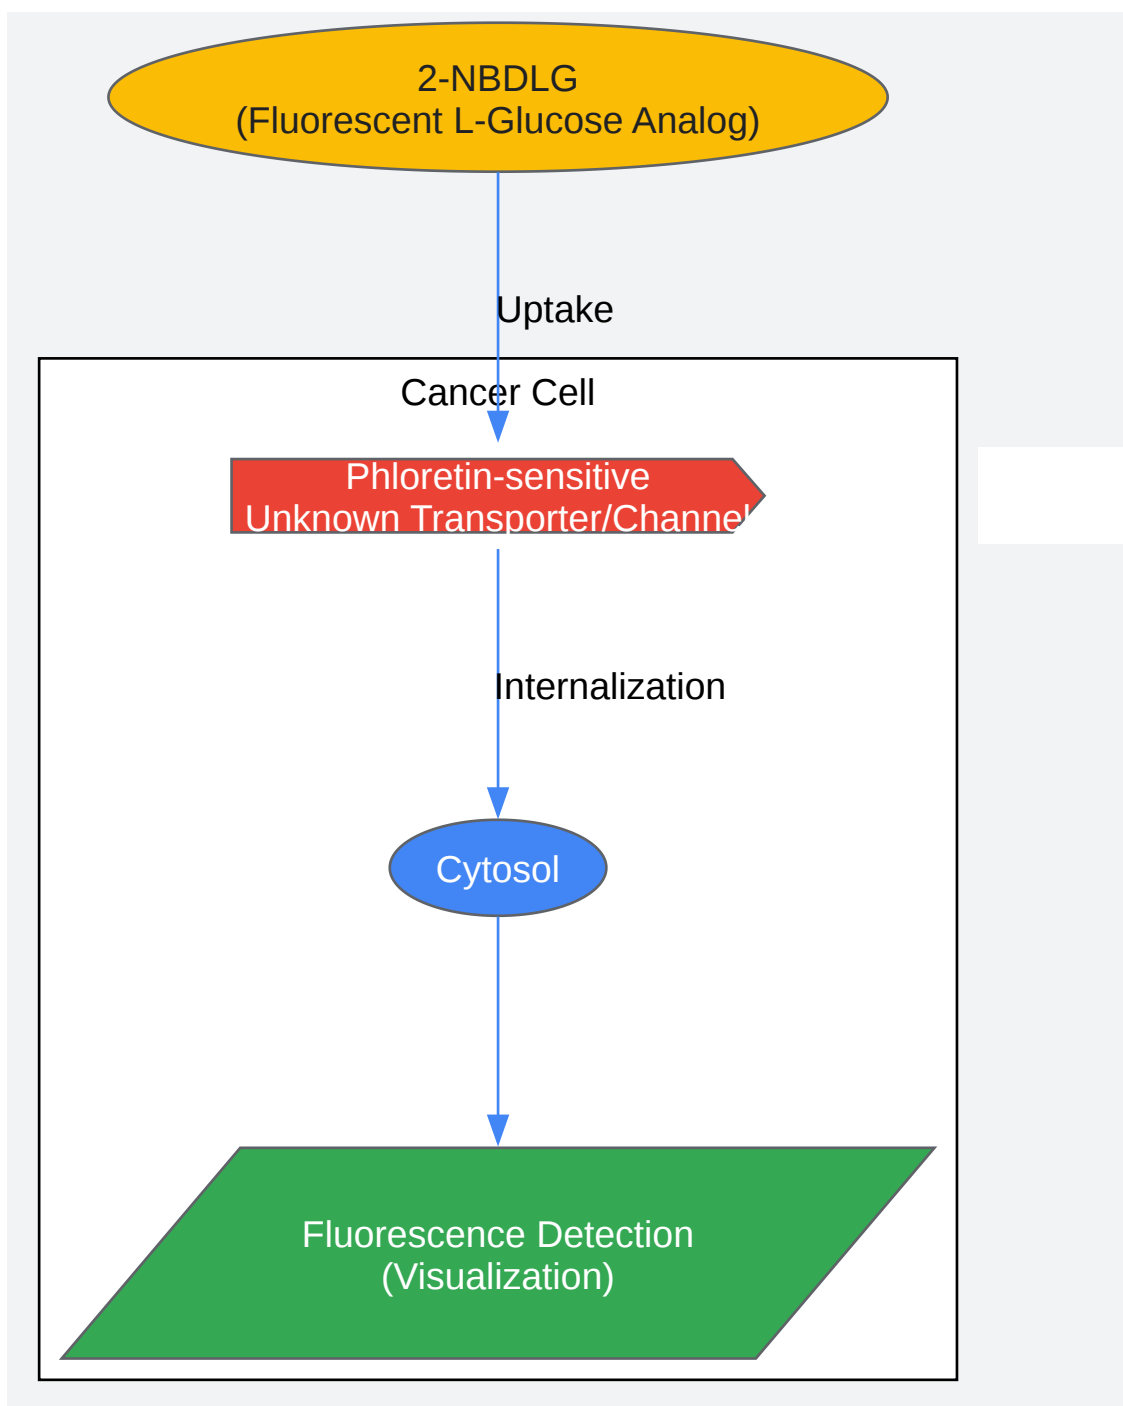 2-NBDLG
(Fluorescent L-Glucose Analog)
Uptake
Cancer Cell
Phloretin-sensitive
Unknown Transporter/Channel
Internalization
Cytosol
Fluorescence Detection
(Visualization)